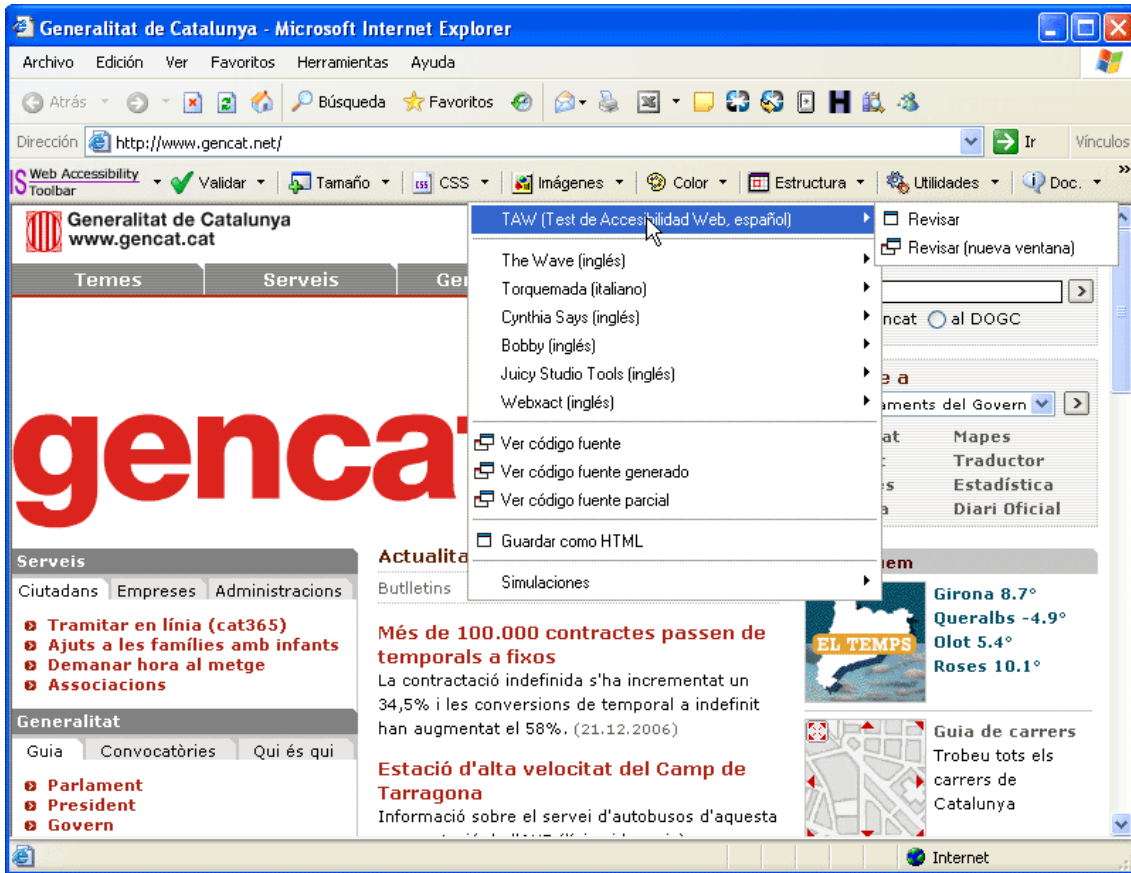 Generalitat de Catalunya - Microsoft Internet Explorer
Archivo Edición Ver Favoritos Herramientas Ayuda
Atrás Búsqueda Favoritos
Dirección http://www.gencat.net/ Ir Vínculos
Web Accessibility Toolbar Validar Tamaño CSS Imágenes Color Estructura Utilidades Doc. »
Generalitat de Catalunya
www.gencat.cat
TAW (Test de Accesibilidad Web, español)
Revisar
Revisar (nueva ventana)
Temes Serveis Ge
The Wave (inglés)
Torquemada (italiano)
Cynthia Says (inglés)
Bobby (inglés)
Juicy Studio Tools (inglés)
Webxact (inglés)
Ver código fuente
Ver código fuente generado
Ver código fuente parcial
Guardar como HTML
Simulaciones
ncat al DOGC
e a
aments del Govern
at Mapes
Traductor
s Estadística
a Diari Oficial
genca
Serveis
Ciutadans Empreses Administracions
Tramitar en línia (cat365)
Ajuts a les famílies amb infants
Demanar hora al metge
Associacions
Generalitat
Guia Convocatòries Qui és qui
Parlament
President
Govern
Actualita
Butlletins
Més de 100.000 contractes passen de
temporals a fixos
La contractació indefinida s'ha incrementat un
34,5% i les conversions de temporal a indefinit
han augmentat el 58%. (21.12.2006)
Estació d'alta velocitat del Camp de
Tarragona
Informació sobre el servei d'autobusos d'aquesta
em
EL TEMPS
Girona 8.7°
Queralbs -4.9°
Olot 5.4°
Roses 10.1°
Guia de carrers
Trobeu tots els
carrers de
Catalunya
Internet